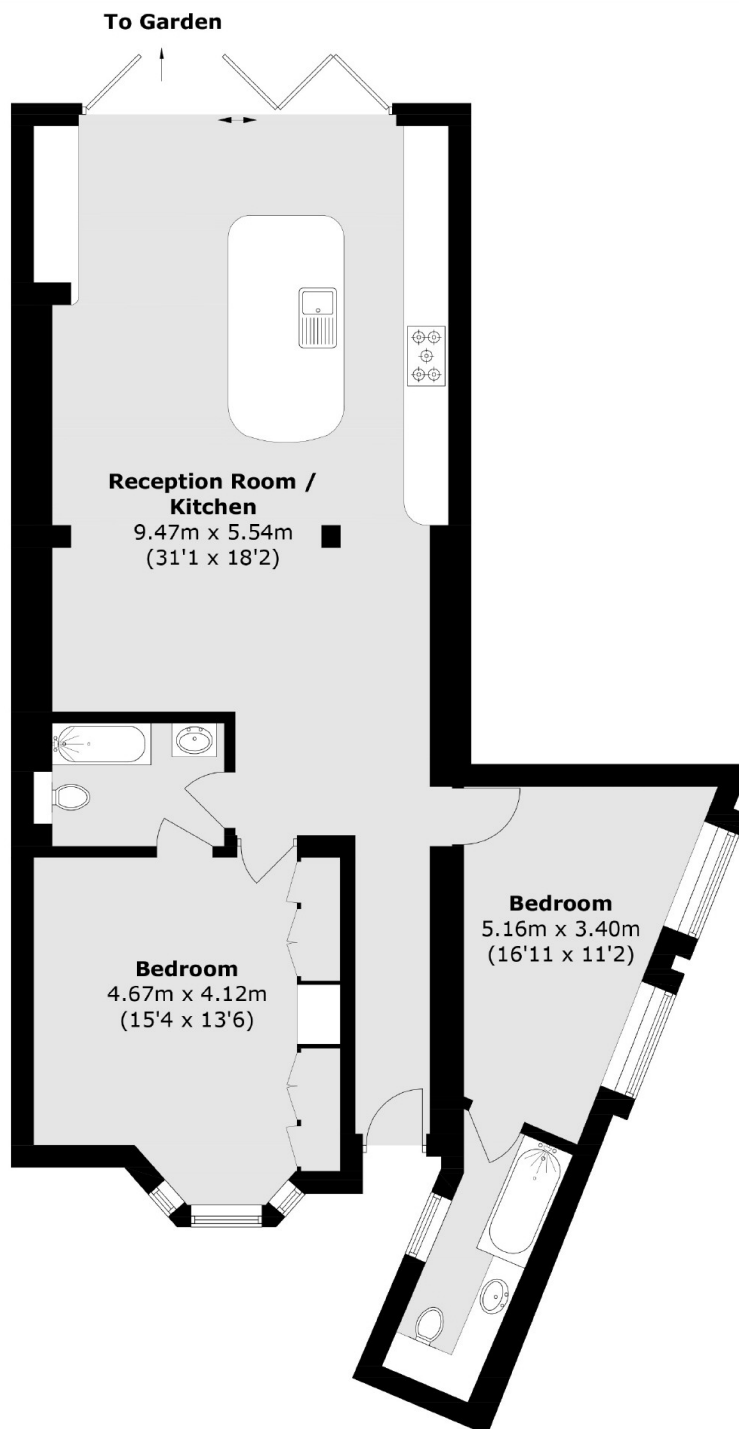 To Garden
Reception Room /
Kitchen
9.47m x 5.54m
(31'1 x 18'2)
Bedroom
5.16m x 3.40m
(16'11 x 11'2)
Bedroom
4.67m x 4.12m
(15'4 x 13'6)